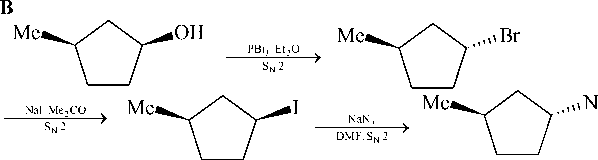 B
Me OH
PBr3 Et2O
SN2
Me Br
NaI Me2CO
SN2
Me I
NaN3
DMF, SN2
Me N